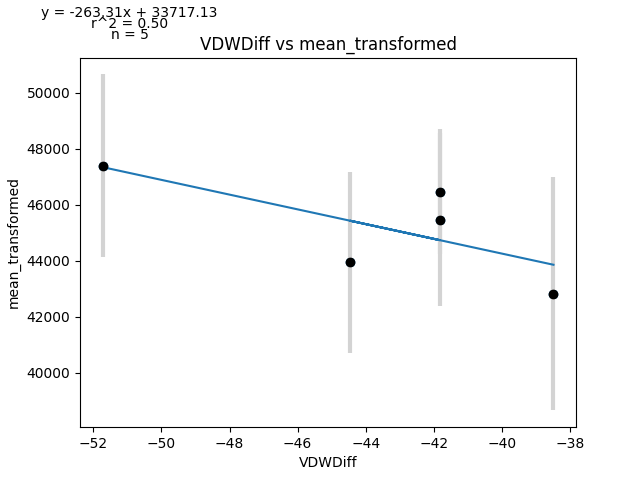 y = -263.31x + 33717.13
r^2 = 0.50
n = 5
VDWDiff vs mean_transformed
mean_transformed
50000
48000
46000
44000
42000
40000
−52 −50 −48 −46 −44 −42 −40 −38
VDWDiff